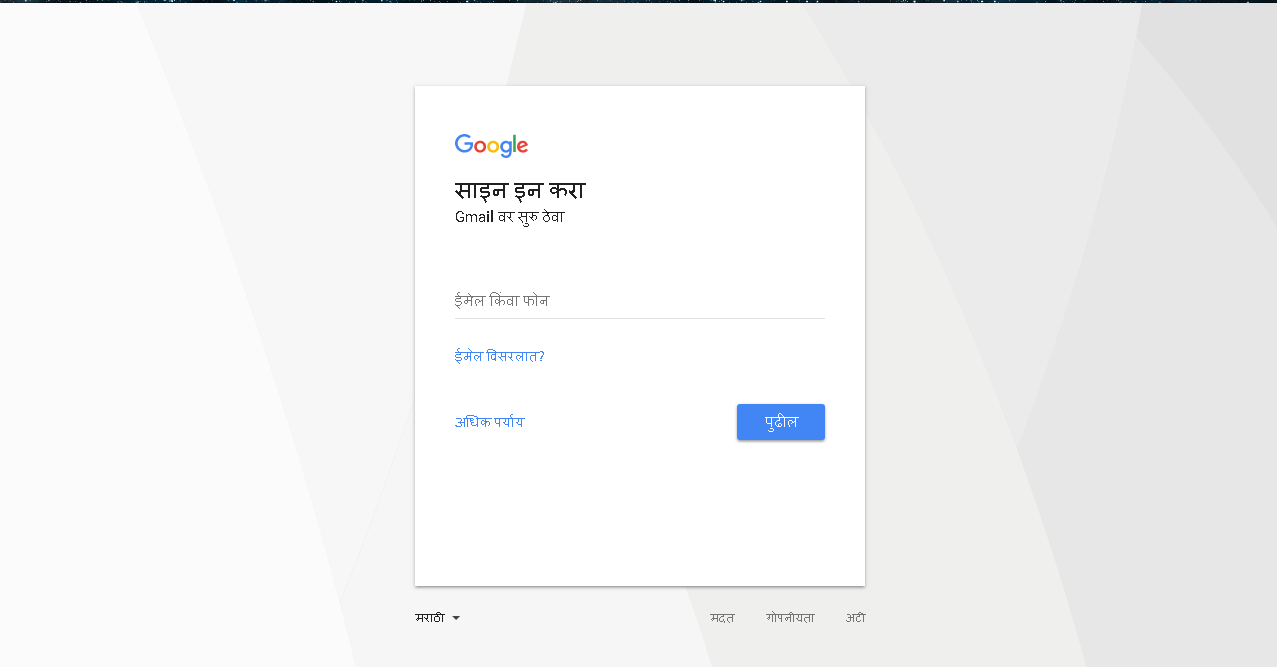 Google
साइन इन करा
Gmail वर सुरु ठेवा
ईमेल किंवा फोन
ईमेल विसरलात?
अधिक पर्याय
पुढील
मराठी
मदत
गोपनीयता
अटी